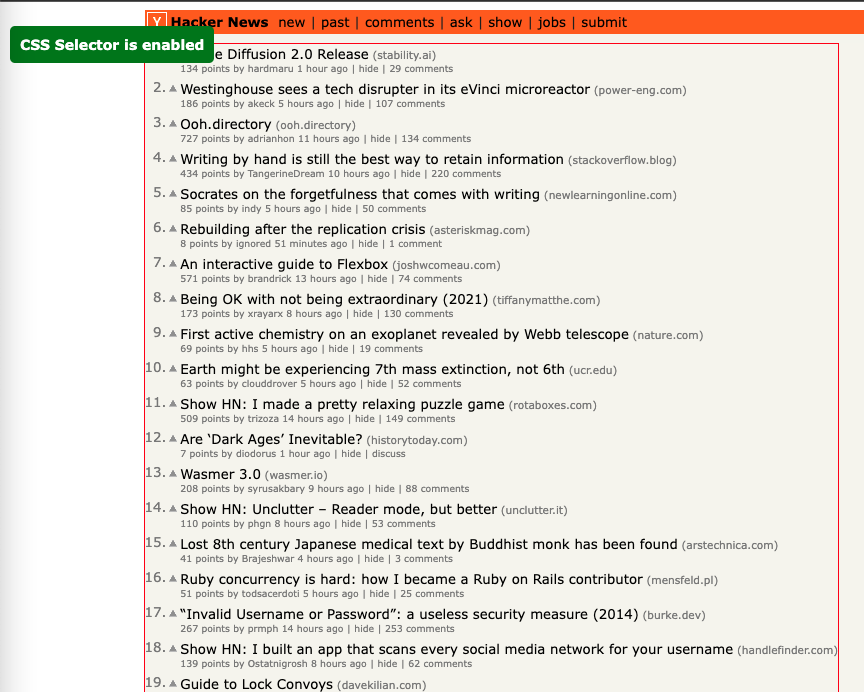 Y Hacker News new | past | comments | ask | show | jobs | submit
CSS Selector is enabled
Diffusion 2.0 Release (stability.ai)
134 points by hardmaru 1 hour ago | hide | 29 comments
2. Westinghouse sees a tech disrupter in its eVinci microreactor (power-eng.com)
186 points by akeck 5 hours ago | hide | 107 comments
3. Ooh.directory (ooh.directory)
727 points by adrianhon 11 hours ago | hide | 134 comments
4. Writing by hand is still the best way to retain information (stackoverflow.blog)
434 points by TangerineDream 10 hours ago | hide | 220 comments
5. Socrates on the forgetfulness that comes with writing (newlearningonline.com)
85 points by indy 5 hours ago | hide | 50 comments
6. Rebuilding after the replication crisis (asteriskmag.com)
8 points by ignored 51 minutes ago | hide | 1 comment
7. An interactive guide to Flexbox (joshwcomeau.com)
571 points by brandrick 13 hours ago | hide | 74 comments
8. Being OK with not being extraordinary (2021) (tiffanymatthe.com)
173 points by xrayarx 8 hours ago | hide | 130 comments
9. First active chemistry on an exoplanet revealed by Webb telescope (nature.com)
69 points by hhs 5 hours ago | hide | 19 comments
10. Earth might be experiencing 7th mass extinction, not 6th (ucr.edu)
63 points by clouddrover 5 hours ago | hide | 52 comments
11. Show HN: I made a pretty relaxing puzzle game (rotaboxes.com)
509 points by trizoza 14 hours ago | hide | 149 comments
12. Are ‘Dark Ages’ Inevitable? (historytoday.com)
7 points by diodorus 1 hour ago | hide | discuss
13. Wasmer 3.0 (wasmer.io)
208 points by syrusakbary 9 hours ago | hide | 88 comments
14. Show HN: Unclutter – Reader mode, but better (unclutter.it)
110 points by phgn 8 hours ago | hide | 53 comments
15. Lost 8th century Japanese medical text by Buddhist monk has been found (arstechnica.com)
41 points by Brajeshwar 4 hours ago | hide | 3 comments
16. Ruby concurrency is hard: how I became a Ruby on Rails contributor (mensfeld.pl)
51 points by todsacerdoti 5 hours ago | hide | 25 comments
17. “Invalid Username or Password”: a useless security measure (2014) (burke.dev)
267 points by prmph 14 hours ago | hide | 253 comments
18. Show HN: I built an app that scans every social media network for your username (handlefinder.com)
139 points by Ostatnigrosh 8 hours ago | hide | 62 comments
19. Guide to Lock Convoys (davekilian.com)